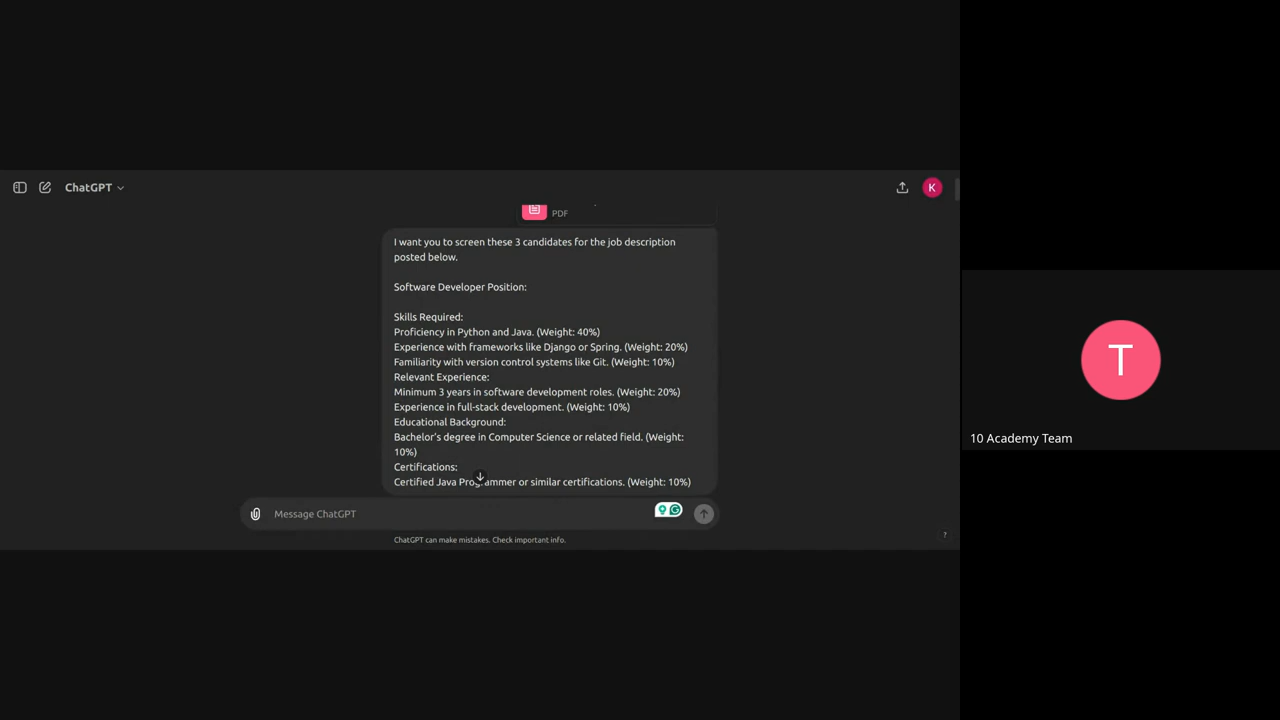 ChatGPT
K
PDF
I want you to screen these 3 candidates for the job description
posted below.
Software Developer Position:
Skills Required:
Proficiency in Python and Java. (Weight: 40%)
Experience with frameworks like Django or Spring. (Weight: 20%)
Familiarity with version control systems like Git. (Weight: 10%)
Relevant Experience:
Minimum 3 years in software development roles. (Weight: 20%)
Experience in full-stack development. (Weight: 10%)
Educational Background:
Bachelor's degree in Computer Science or related field. (Weight:
10%)
Certifications:
Certified Java Programmer or similar certifications. (Weight: 10%)
Message ChatGPT
ChatGPT can make mistakes. Check important info.
?
T
10 Academy Team